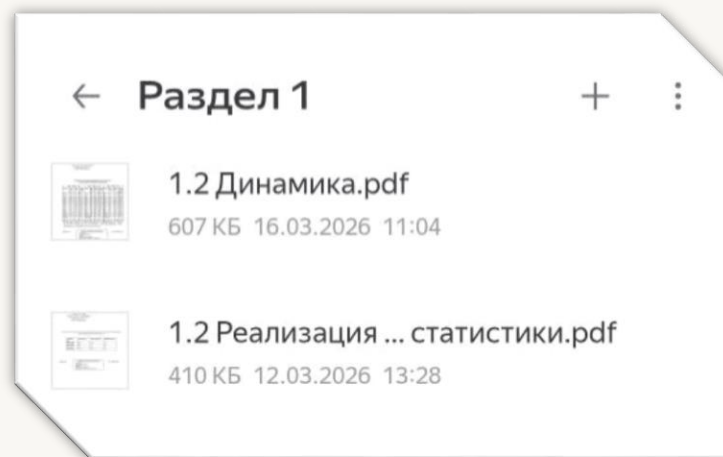 Раздел 1
1.2 Динамика.pdf
607 КБ 16.03.2026 11:04
1.2 Реализация ... статистики.pdf
410 КБ 12.03.2026 13:28